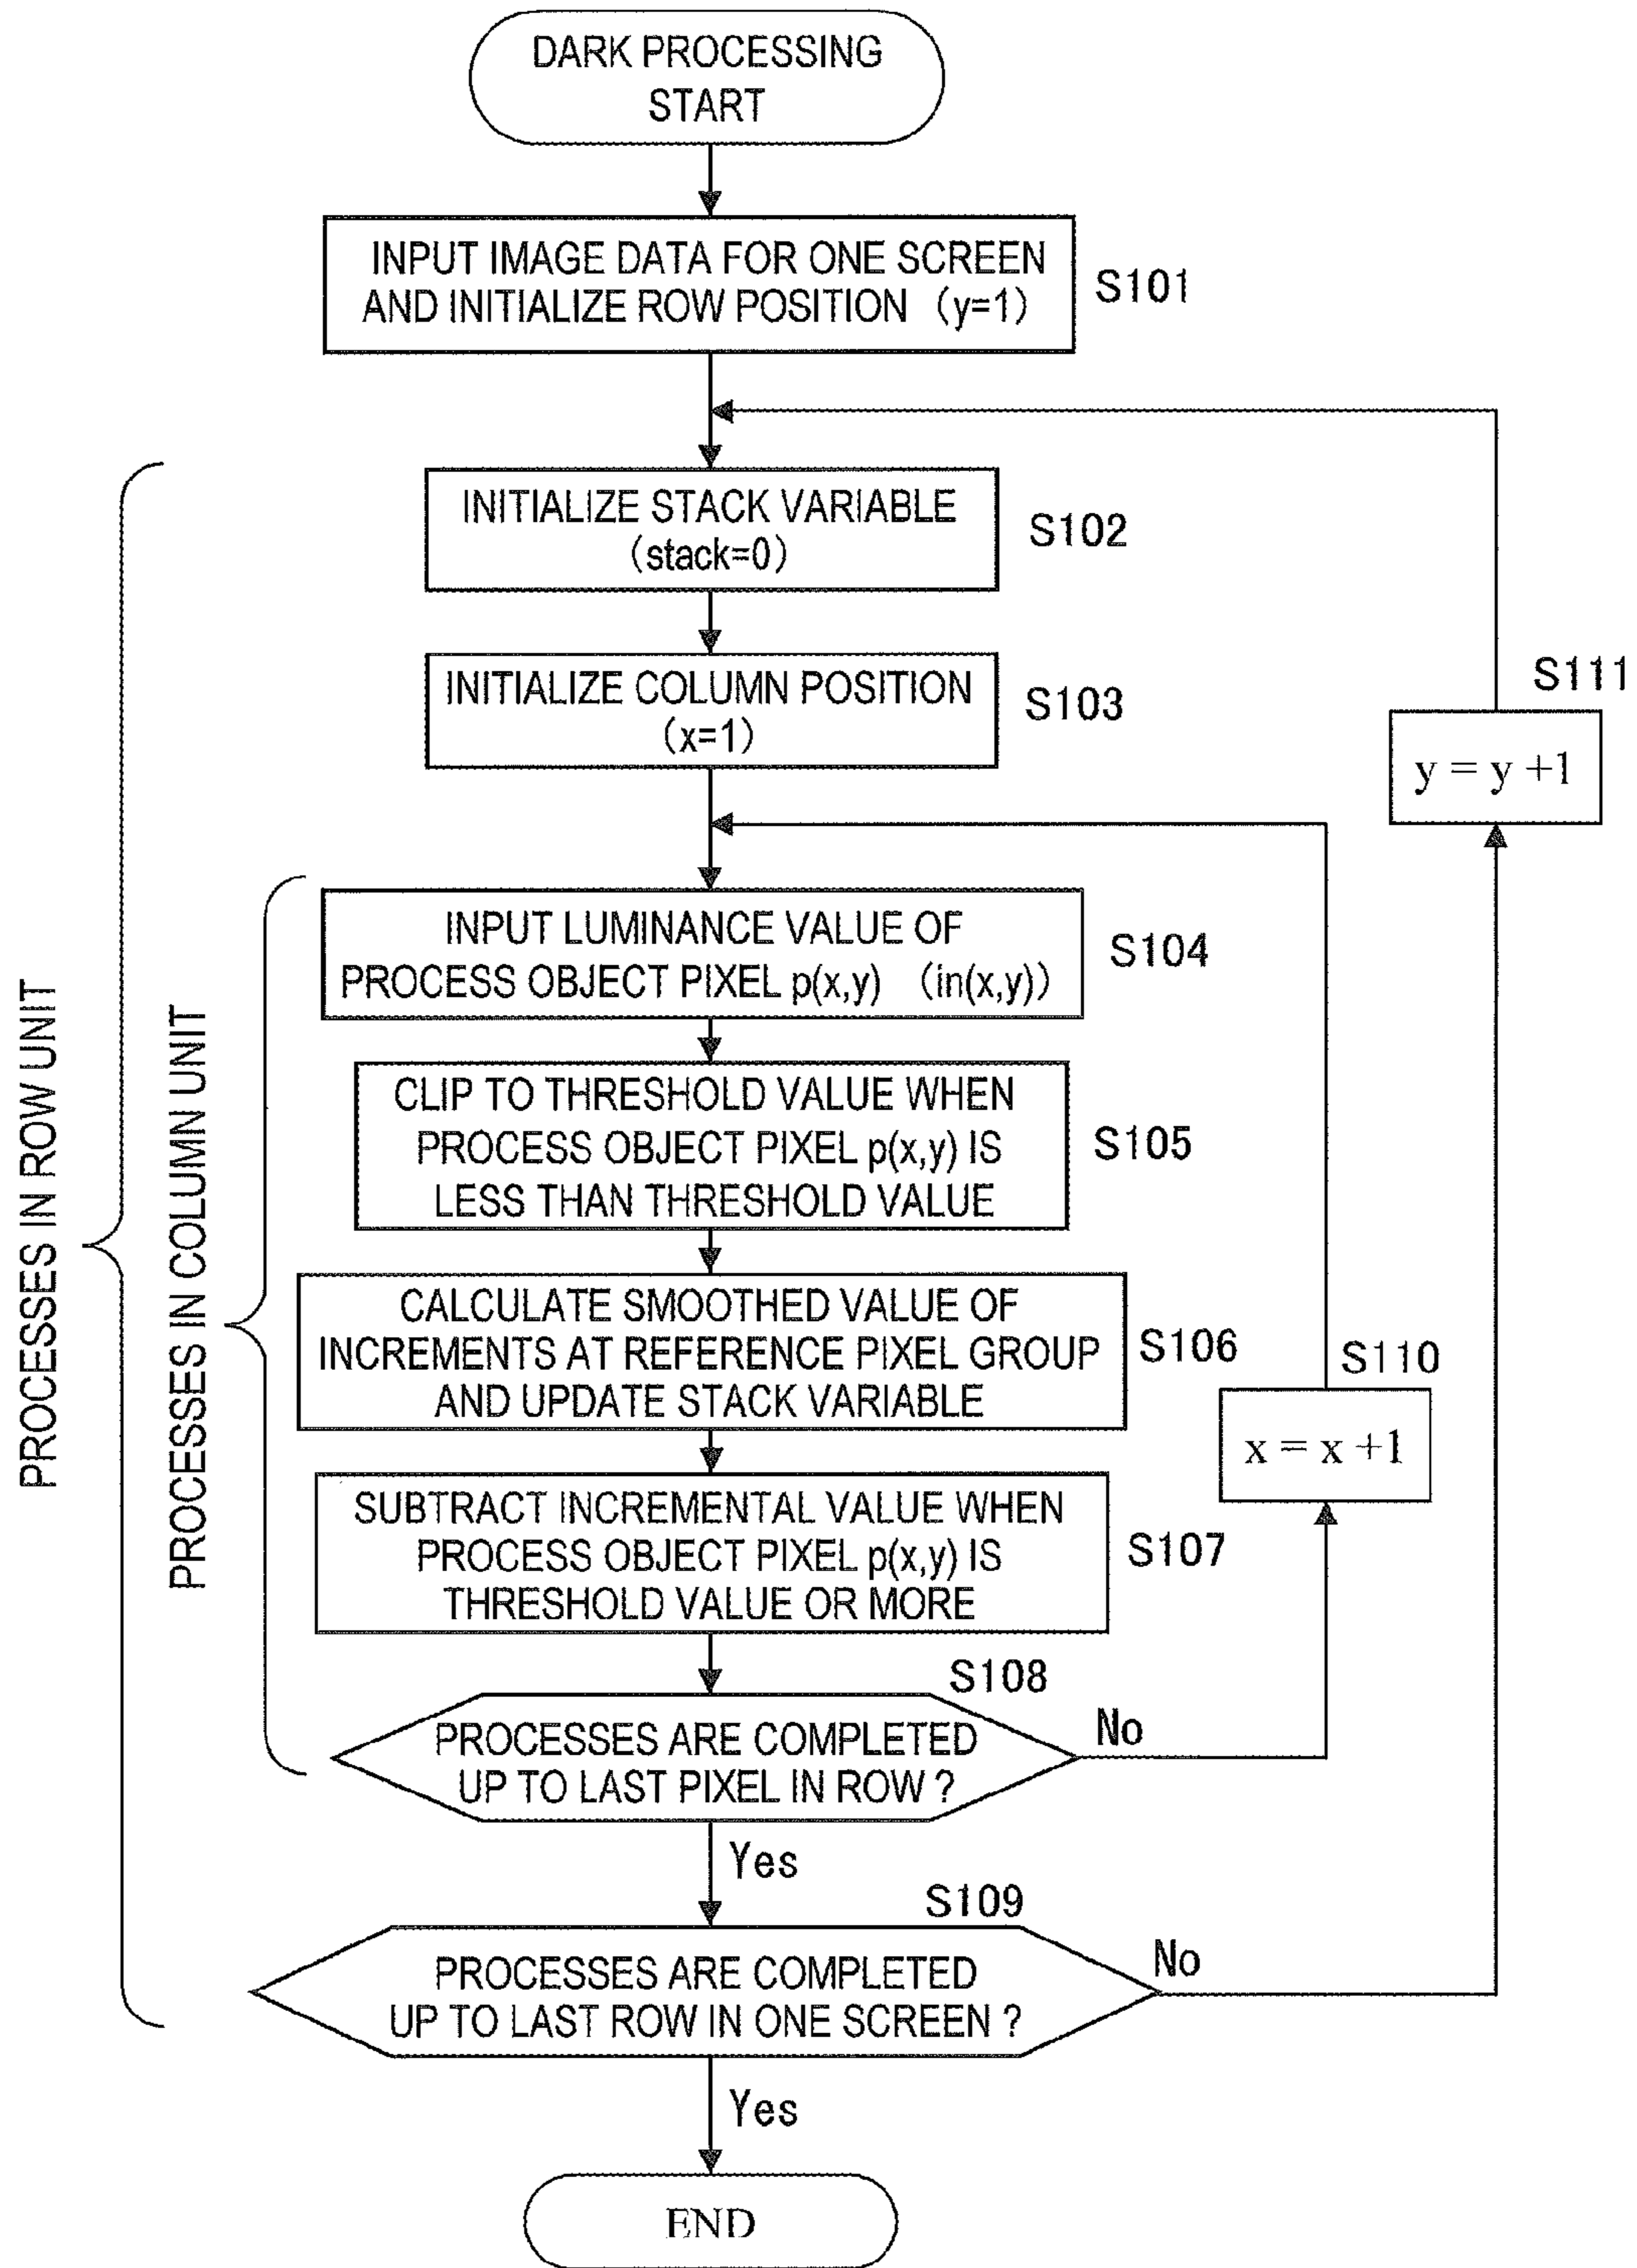 DARK PROCESSING
START
INPUT IMAGE DATA FOR ONE SCREEN
AND INITIALIZE ROW POSITION (y=1)
S101
INITIALIZE STACK VARIABLE
(stack=0)
S102
INITIALIZE COLUMN POSITION
(x=1)
S103
S111
y = y +1
INPUT LUMINANCE VALUE OF
PROCESS OBJECT PIXEL p(x,y) (in(x,y))
S104
CLIP TO THRESHOLD VALUE WHEN
PROCESS OBJECT PIXEL p(x,y) IS
LESS THAN THRESHOLD VALUE
S105
CALCULATE SMOOTHED VALUE OF
INCREMENTS AT REFERENCE PIXEL GROUP
AND UPDATE STACK VARIABLE
S106
S110
x = x +1
SUBTRACT INCREMENTAL VALUE WHEN
PROCESS OBJECT PIXEL p(x,y) IS
THRESHOLD VALUE OR MORE
S107
S108
PROCESSES ARE COMPLETED
UP TO LAST PIXEL IN ROW ?
No
Yes
S109
PROCESSES ARE COMPLETED
UP TO LAST ROW IN ONE SCREEN ?
No
Yes
END
PROCESSES IN ROW UNIT
PROCESSES IN COLUMN UNIT